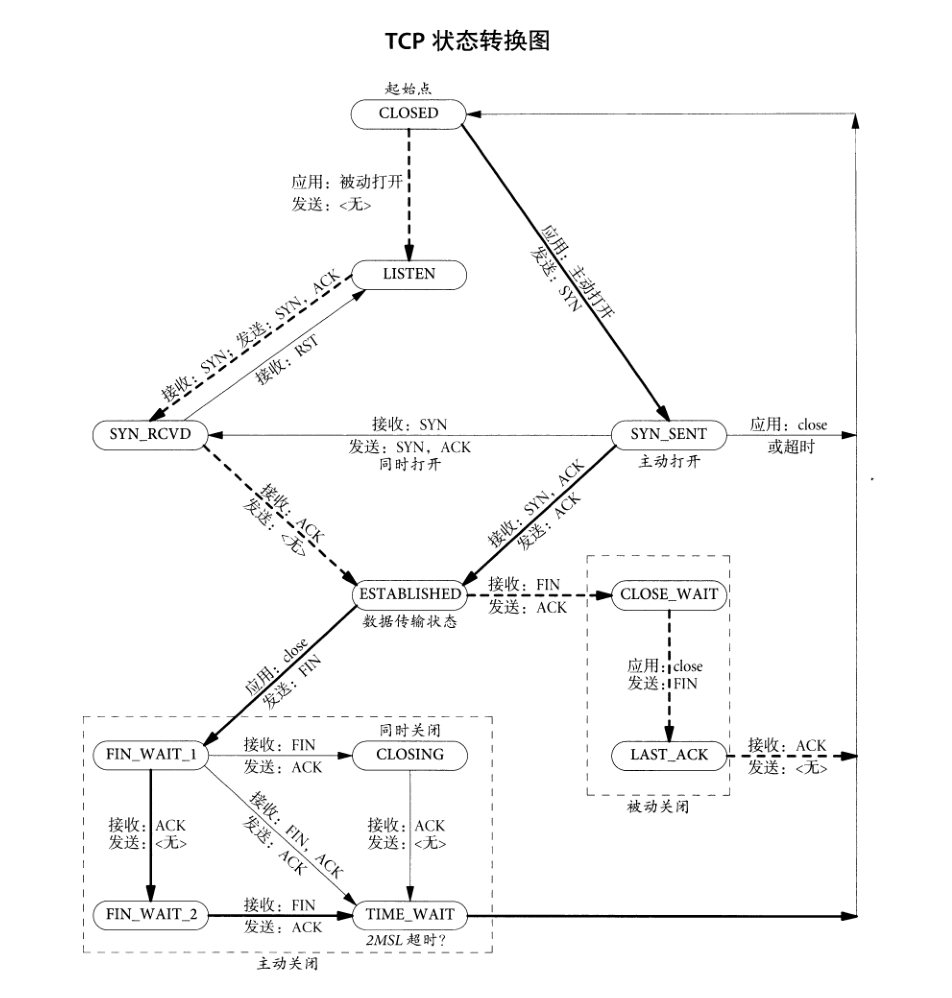 TCP 状态转换图
起始点
CLOSED
应用：被动打开
发送：<无>
应用：主动打开
发送：SYN
LISTEN
接收：SYN；发送：SYN，ACK
接收：RST
SYN_RCVD
接收：SYN
发送：SYN，ACK
同时打开
SYN_SENT
主动打开
应用：close
或超时
接收：ACK
发送：<无>
接收：SYN，ACK
发送：ACK
ESTABLISHED
数据传输状态
接收：FIN
发送：ACK
CLOSE_WAIT
应用：close
发送：FIN
应用：close
发送：FIN
LAST_ACK
接收：ACK
发送：<无>
被动关闭
同时关闭
FIN_WAIT_1
接收：FIN
发送：ACK
CLOSING
接收：ACK
发送：<无>
接收：FIN，ACK
发送：ACK
接收：ACK
发送：<无>
FIN_WAIT_2
接收：FIN
发送：ACK
TIME_WAIT
2MSL 超时？
主动关闭